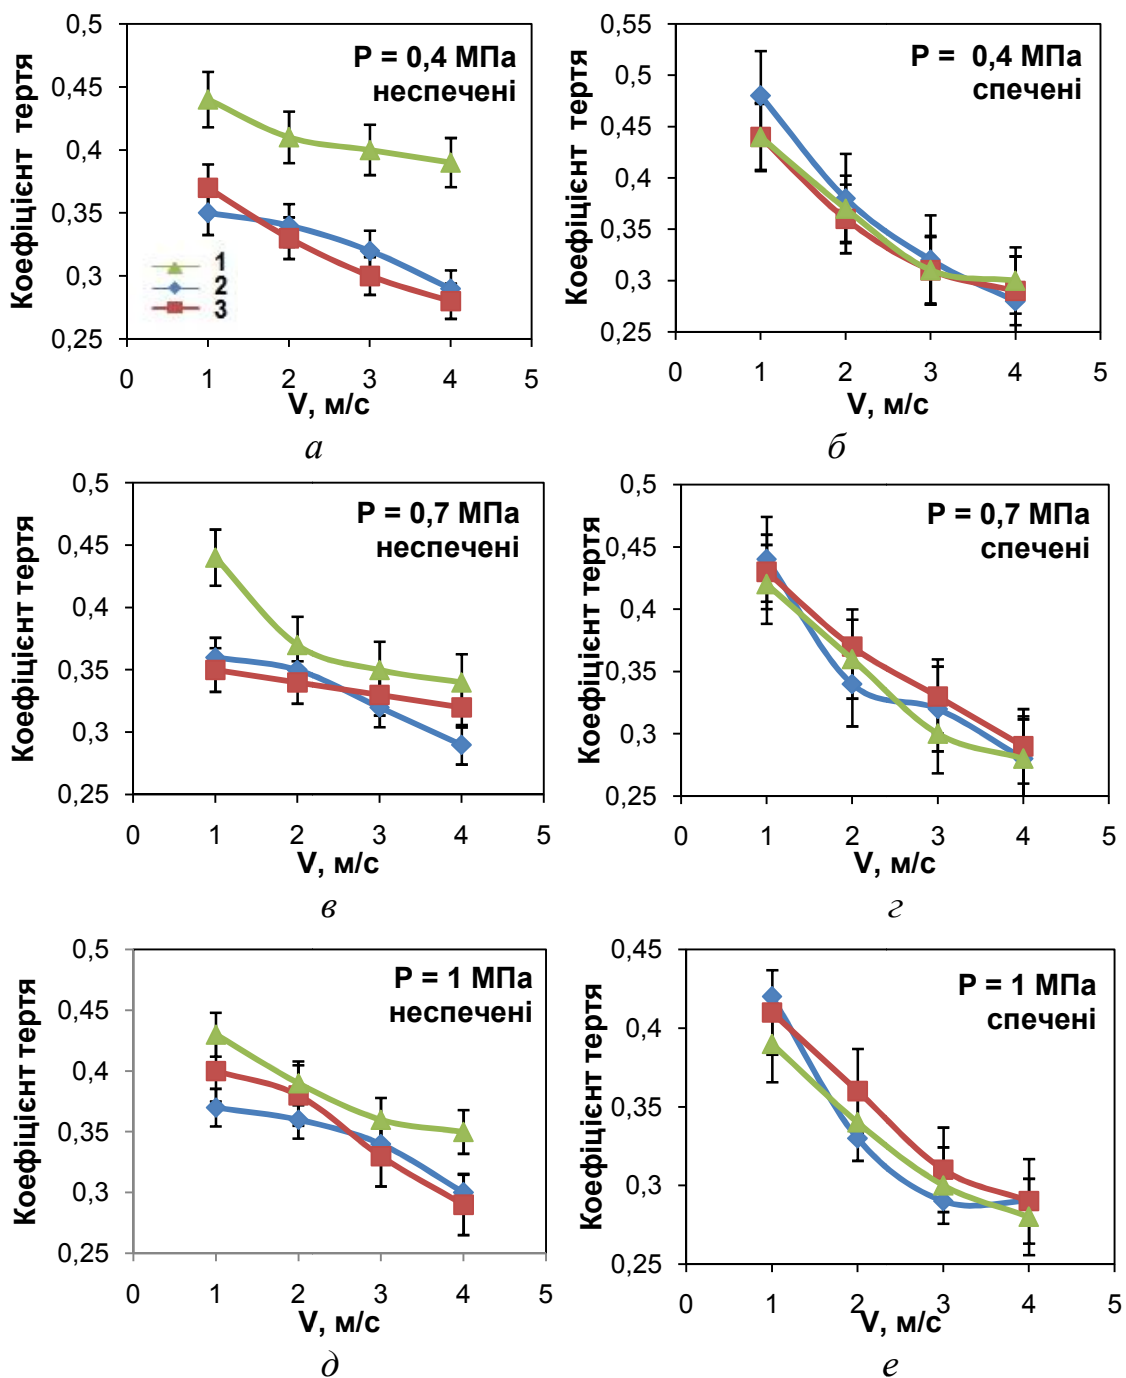 P = 0,4 МПа
неспечені
Коефіцієнт тертя
0,5
0,45
0,4
0,35
0,3
0,25
1
2
3
0 1 2 3 4 5
V, м/с
а
P = 0,4 МПа
спечені
Коефіцієнт тертя
0,55
0,5
0,45
0,4
0,35
0,3
0,25
0 1 2 3 4 5
V, м/с
б
P = 0,7 МПа
неспечені
Коефіцієнт тертя
0,5
0,45
0,4
0,35
0,3
0,25
0 1 2 3 4 5
V, м/с
в
P = 0,7 МПа
спечені
Коефіцієнт тертя
0,5
0,45
0,4
0,35
0,3
0,25
0 1 2 3 4 5
V, м/с
г
P = 1 МПа
неспечені
Коефіцієнт тертя
0,5
0,45
0,4
0,35
0,3
0,25
0 1 2 3 4 5
V, м/с
д
P = 1 МПа
спечені
Коефіцієнт тертя
0,45
0,4
0,35
0,3
0,25
0 1 2 3 4 5
V, м/с
е